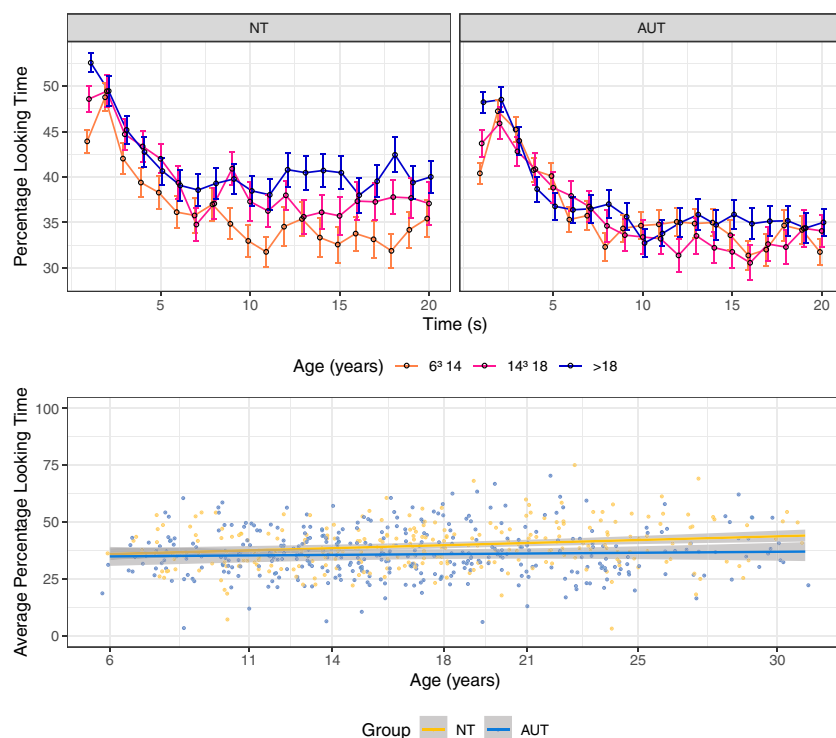 NT AUT
Percentage Looking Time
50
45
40
35
30
5 10 15 20 5 10 15 20
Time (s)
Age (years) 6³ 14 14³ 18 >18
Average Percentage Looking Time
100
75
50
25
0
6 11 14 18 21 25 30
Age (years)
Group NT AUT